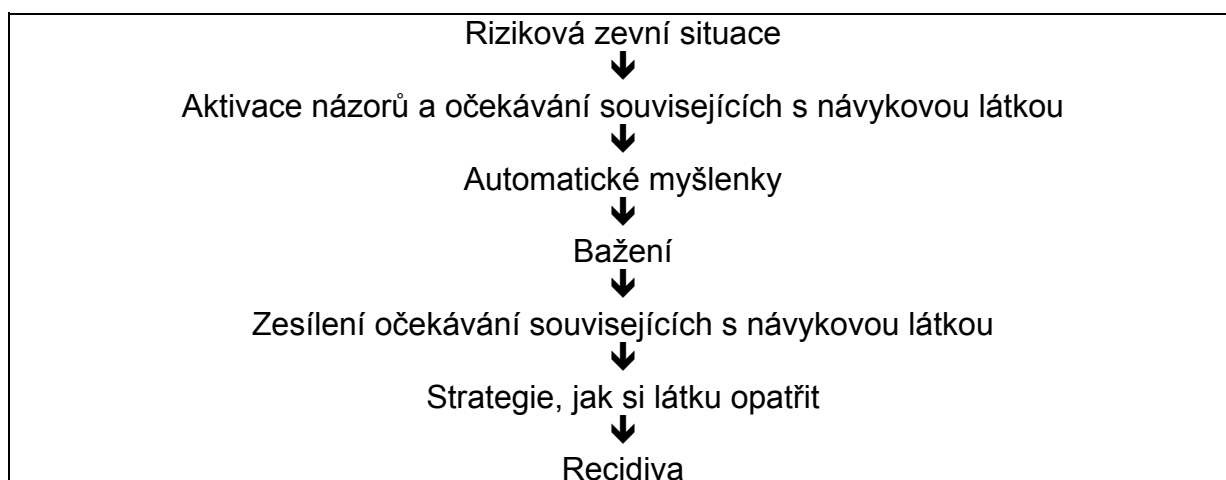 Riziková zevní situace
🡻
Aktivace názorů a očekávání souvisejících s návykovou látkou
🡻
Automatické myšlenky
🡻
Bažení
🡻
Zesílení očekávání souvisejících s návykovou látkou
🡻
Strategie, jak si látku opatřit
🡻
Recidiva